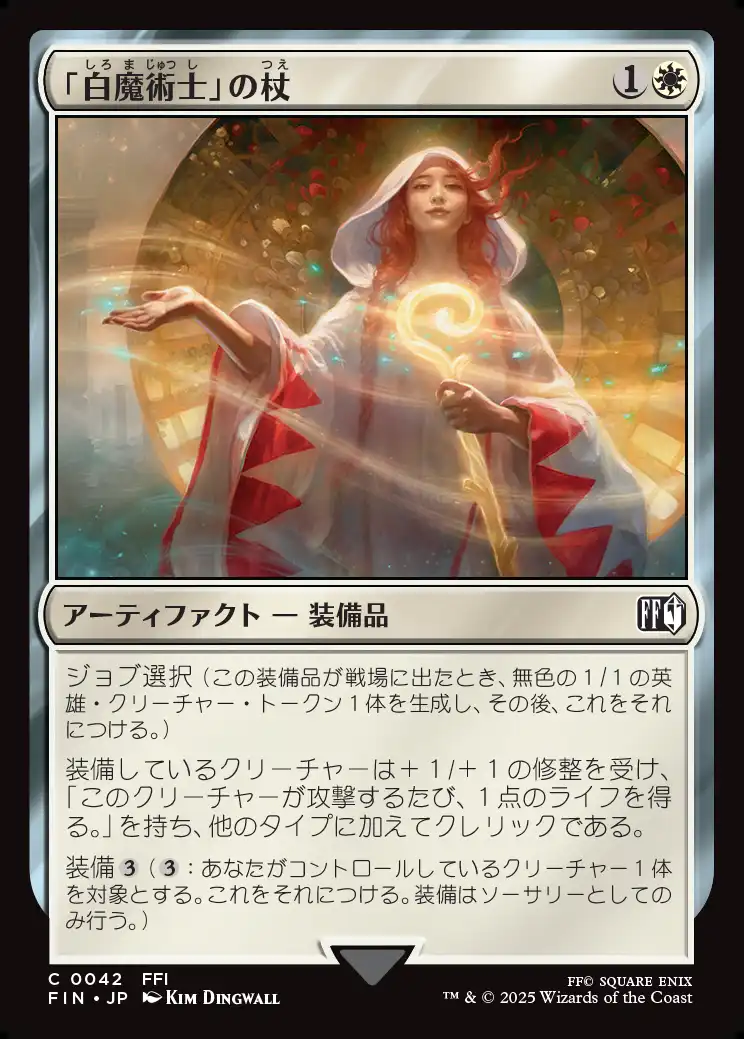 しろまじゅつし つえ
「白魔術士」の杖 1
アーティファクト — 装備品 FF
ジョブ選択（この装備品が戦場に出たとき、無色の１/１の英
雄・クリーチャー・トークン１体を生成し、その後、これをそれ
につける。）
装備しているクリーチャーは＋１/＋１の修整を受け、
「このクリーチャーが攻撃するたび、１点のライフを得
る。」を持ち、他のタイプに加えてクレリックである。
装備 3（3：あなたがコントロールしているクリーチャー１体
を対象とする。これをそれにつける。装備はソーサリーとしての
み行う。）
C 0042 FFI
FIN • JP KIM DINGWALL
FF© SQUARE ENIX
™ & © 2025 Wizards of the Coast